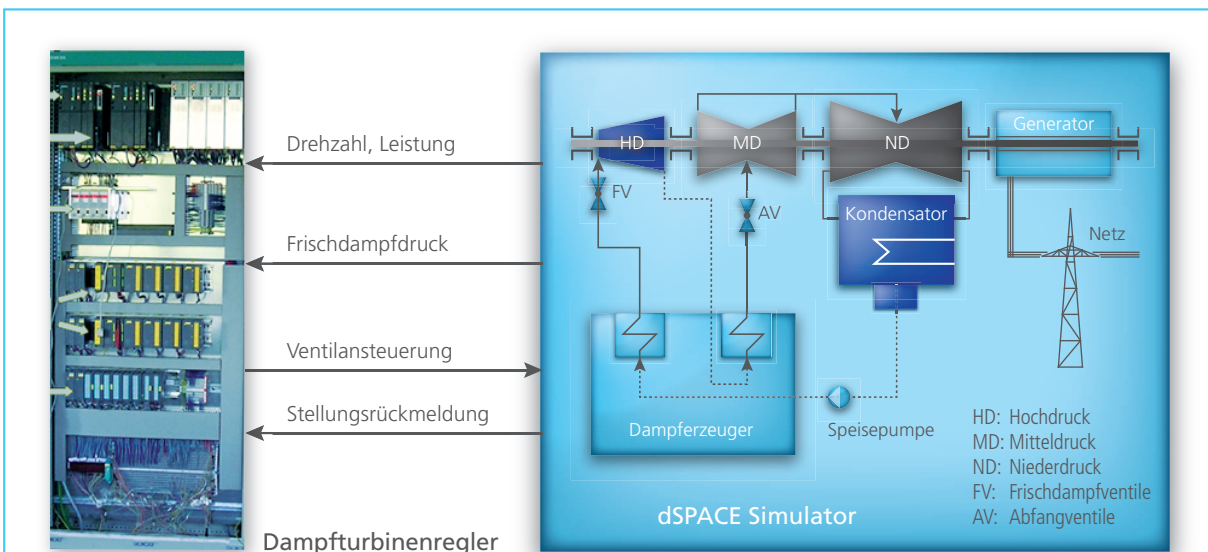 Drehzahl, Leistung
Frischdampfdruck
Ventilansteuerung
Stellungsrückmeldung
Dampfturbinenregler
HD
MD
ND
Generator
FV
AV
Kondensator
Netz
Dampferzeuger
Speisepumpe
HD: Hochdruck
MD: Mitteldruck
ND: Niederdruck
FV: Frischdampfventile
AV: Abfangventile
dSPACE Simulator